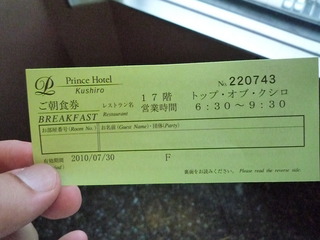 Prince Hotel
Kushiro
No. 220743
ご朝食券
レストラン名 17階 トップ・オブ・クシロ
BREAKFAST
Restaurant 営業時間 6:30～9:30
お部屋番号(Room No.) お名前(Guest Name)・団体(Party)
有効期間 2010/07/30 F
裏面をお読みください。 Please read the reverse side.